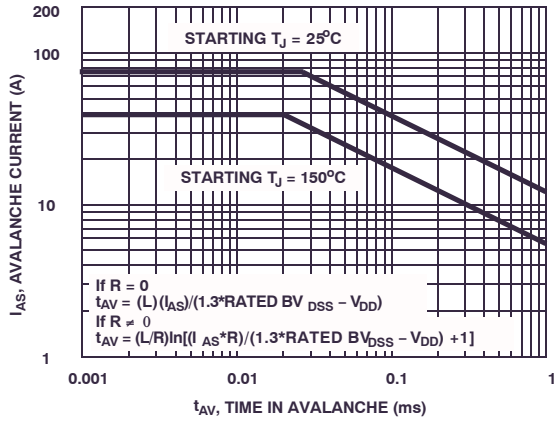 200
100
10
1
I_AS, AVALANCHE CURRENT (A)
STARTING T_J = 25°C
STARTING T_J = 150°C
If R = 0
t_AV = (L)(I_AS)/(1.3*RATED BV_DSS – V_DD)
If R ≠ 0
t_AV = (L/R)ln[(I_AS*R)/(1.3*RATED BV_DSS – V_DD) +1]
0.001 0.01 0.1 1
t_AV, TIME IN AVALANCHE (ms)